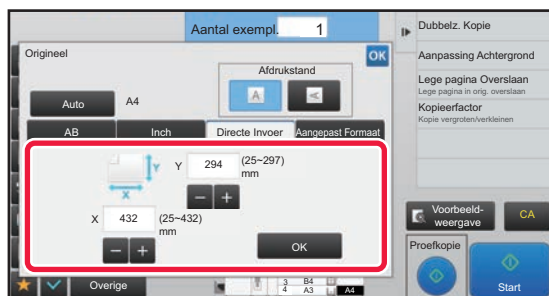 Aantal exempl. 1
Origineel
OK
Afdrukstand
A
A
Auto
A4
AB
Inch
Directe Invoer
Aangepast Formaat
Y
X
Y 294 (25~297)
mm
X 432 (25~432)
mm
OK
Dubbelz. Kopie
Aanpassing Achtergrond
Lege pagina Overslaan
Lege pagina in orig. overslaan
Kopieerfactor
Kopie vergroten/verkleinen
Voorbeeld-
weergave
CA
Proefkopie
Start
Overige
3 B4
4 A3
A4